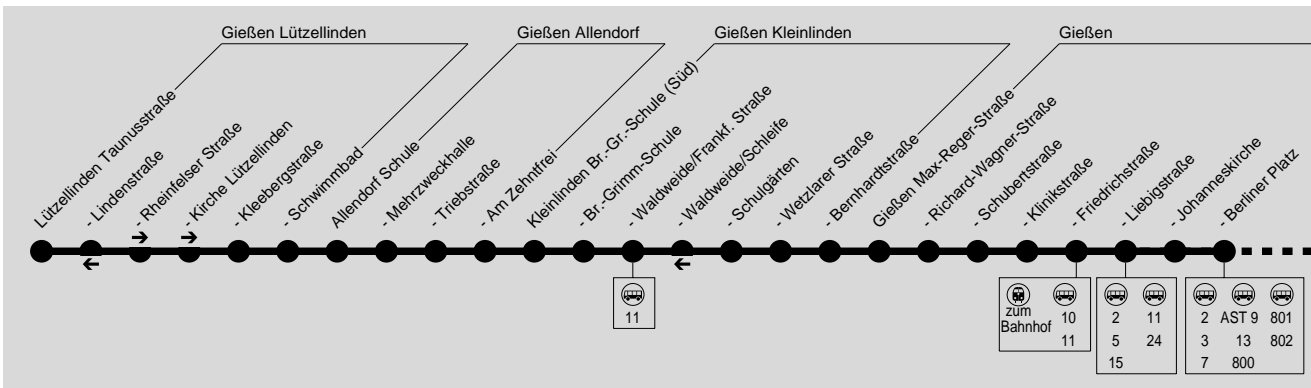 Gießen Lützellinden
Gießen Allendorf
Gießen Kleinlinden
Gießen
Lützellinden Taunusstraße
- Lindenstraße
- Rheinfelser Straße
- Kirche Lützellinden
- Kleebergstraße
- Schwimmbad
Allendorf Schule
- Mehrzweckhalle
- Triebstraße
- Am Zehntfrei
Kleinlinden Br.-Gr.-Schule (Süd)
- Br.-Grimm-Schule
- Waldweide/Frankf. Straße
- Waldweide/Schleife
- Schulgärten
- Wetzlarer Straße
- Bernhardtstraße
Gießen Max-Reger-Straße
- Richard-Wagner-Straße
- Schubertstraße
- Klinikstraße
- Friedrichstraße
- Liebigstraße
- Johanneskirche
- Berliner Platz
11
zum
Bahnhof
10
11
2 11
5 24
15
2 AST 9 801
3 13 802
7 800